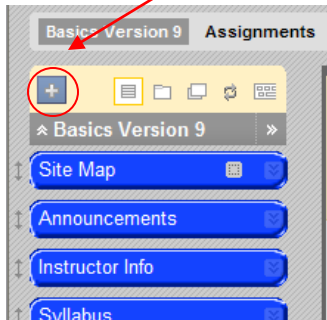 Basics Version 9 Assignments
Basics Version 9
Site Map
Announcements
Instructor Info
Syllabus